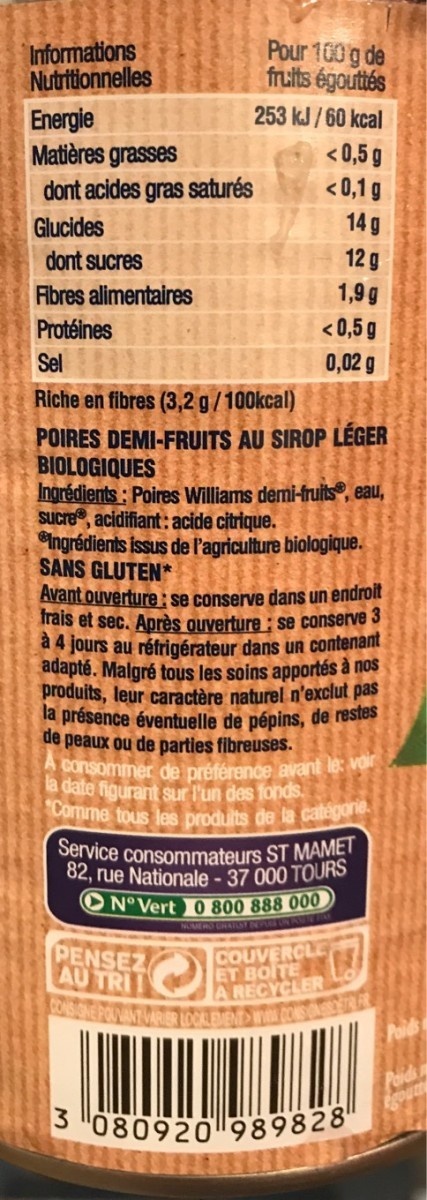 Informations
Nutritionnelles
Pour 100 g de
fruits égouttés
Energie 253 kJ / 60 kcal
Matières grasses < 0,5 g
dont acides gras saturés < 0,1 g
Glucides 14 g
dont sucres 12 g
Fibres alimentaires 1,9 g
Protéines < 0,5 g
Sel 0,02 g
Riche en fibres (3,2 g / 100kcal)
POIRES DEMI-FRUITS AU SIROP LÉGER
BIOLOGIQUES
Ingrédients : Poires Williams demi-fruits®, eau,
sucre®, acidifiant : acide citrique.
®Ingrédients issus de l'agriculture biologique.
SANS GLUTEN*
Avant ouverture : se conserve dans un endroit
frais et sec. Après ouverture : se conserve 3
à 4 jours au réfrigérateur dans un contenant
adapté. Malgré tous les soins apportés à nos
produits, leur caractère naturel n'exclut pas
la présence éventuelle de pépins, de restes
de peaux ou de parties fibreuses.
A consommer de préférence avant le: voir
la date figurant sur l'un des fonds.
*Comme tous les produits de la catégorie.
Service consommateurs ST MAMET
82, rue Nationale - 37 000 TOURS
N° Vert 0 800 888 000
NUMERO GRATUIT DEPUIS UN POSTE FIXE
PENSEZ
AU TRI !
COUVERCLE
ET BOÎTE
A RECYCLER
CONSIGNE POUVANT VARIER LOCALEMENT > WWW.CONSIGNESDETRI.FR
Poids
3 080920 989828